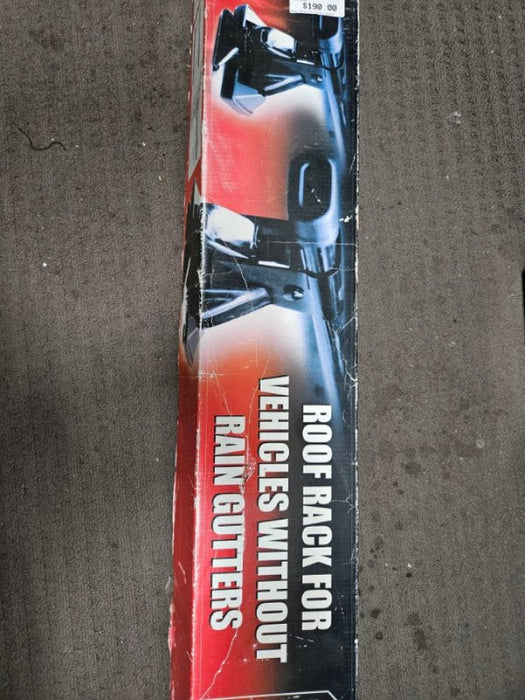 $190.00
ROOF RACK FOR
VEHICLES WITHOUT
RAIN GUTTERS